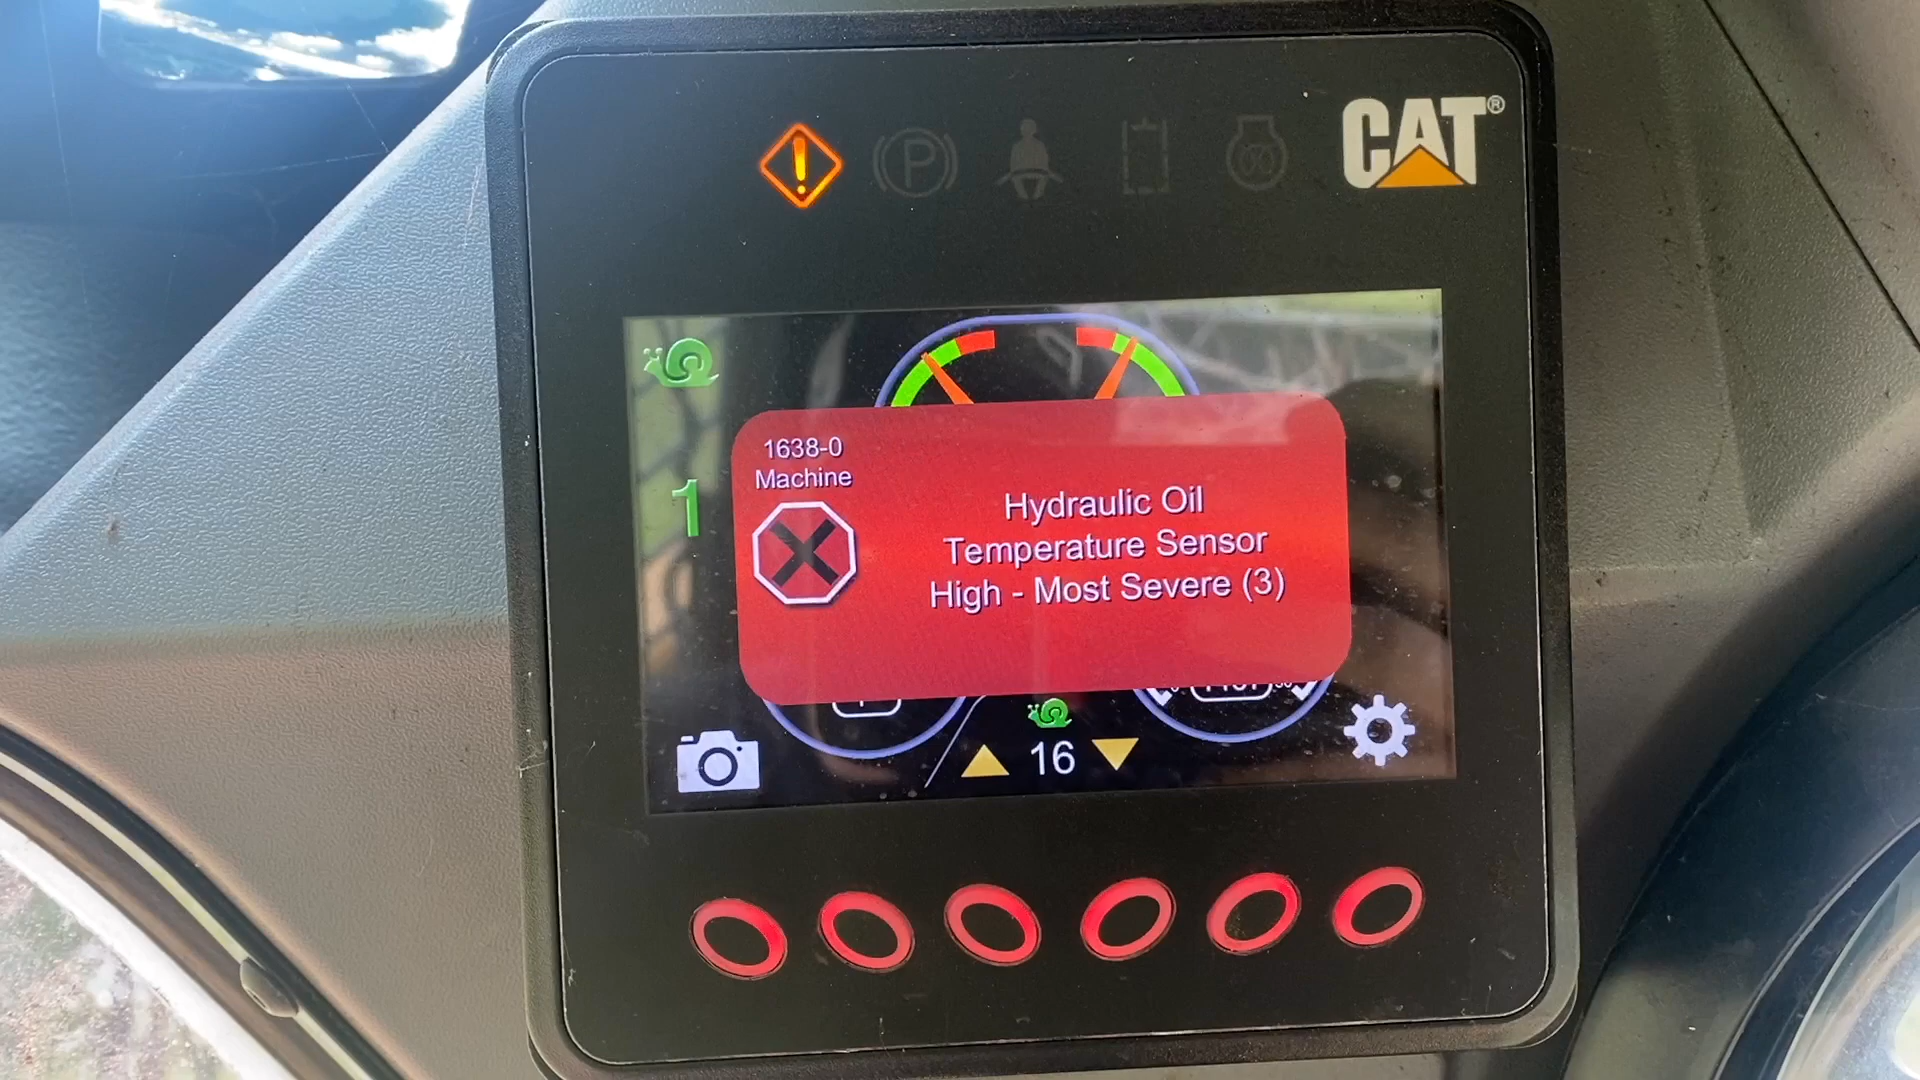 CAT®
P
1638-0
Machine
Hydraulic Oil
Temperature Sensor
High - Most Severe (3)
1
16